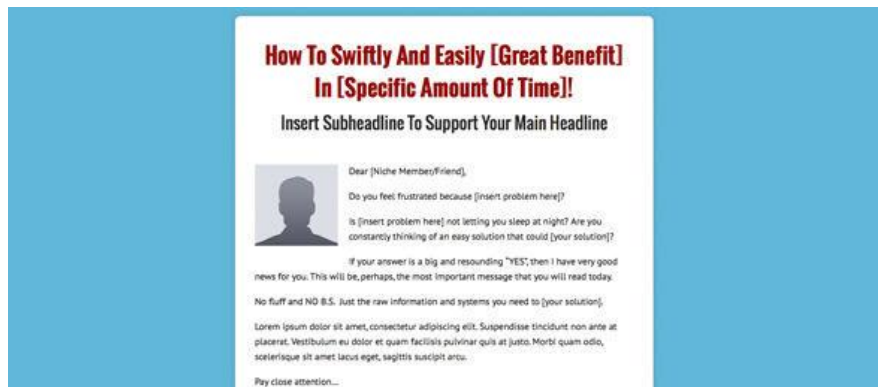 How To Swiftly And Easily [Great Benefit]
In [Specific Amount Of Time]!
Insert Subheadline To Support Your Main Headline
Dear [Niche Member/Friend],
Do you feel frustrated because [insert problem here]?
Is [insert problem here] not letting you sleep at night? Are you
constantly thinking of an easy solution that could [your solution]?
If your answer is a big and resounding “YES”, then I have very good
news for you. This will be, perhaps, the most important message that you will read today.
No fluff and NO B.S. Just the raw information and systems you need to [your solution].
Lorem ipsum dolor sit amet, consectetur adipiscing elit. Suspendisse tincidunt non ante at
placerat. Vestibulum eu dolor et quam facilisis pulvinar quis at justo. Morbi quam odio,
scelerisque sit amet lacus eget, sagittis suscipit arcu.
Pay close attention...